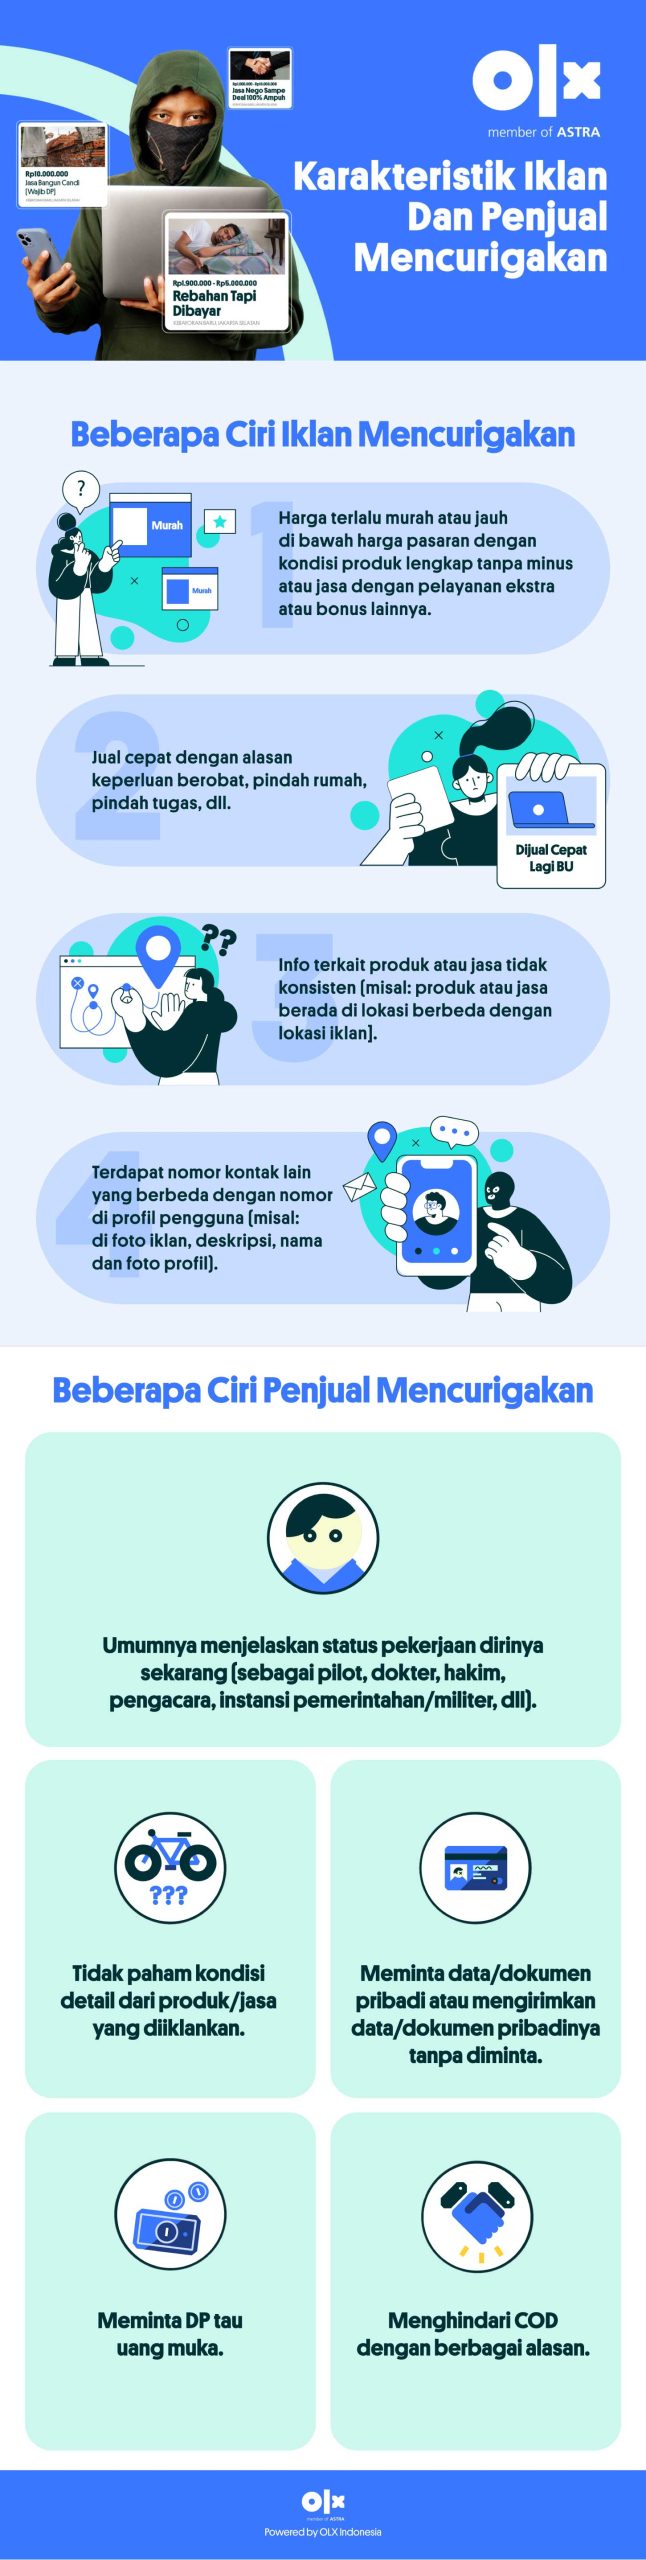 olx
member of ASTRA
Karakteristik Iklan
Dan Penjual
Mencurigakan
Rp1.000.000 - Rp10.000.000
Jasa Nego Sampe
Deal 100% Ampuh
Rp10.000.000
Jasa Bangun Candi
(Wajib DP)
KEBAYORAN BARU, JAKARTA SELATAN
Rp1.900.000 - Rp5.000.000
Rebahan Tapi
Dibayar
KEBAYORAN BARU, JAKARTA SELATAN
Beberapa Ciri Iklan Mencurigakan
?
Murah
Murah
1
Harga terlalu murah atau jauh
di bawah harga pasaran dengan
kondisi produk lengkap tanpa minus
atau jasa dengan pelayanan ekstra
atau bonus lainnya.
2
Jual cepat dengan alasan
keperluan berobat, pindah rumah,
pindah tugas, dll.
Dijual Cepat
Lagi BU
??
3
Info terkait produk atau jasa tidak
konsisten (misal: produk atau jasa
berada di lokasi berbeda dengan
lokasi iklan).
4
Terdapat nomor kontak lain
yang berbeda dengan nomor
di profil pengguna (misal:
di foto iklan, deskripsi, nama
dan foto profil).
Beberapa Ciri Penjual Mencurigakan
Umumnya menjelaskan status pekerjaan dirinya
sekarang (sebagai pilot, dokter, hakim,
pengacara, instansi pemerintahan/militer, dll).
???
Tidak paham kondisi
detail dari produk/jasa
yang diiklankan.
Meminta data/dokumen
pribadi atau mengirimkan
data/dokumen pribadinya
tanpa diminta.
Meminta DP tau
uang muka.
Menghindari COD
dengan berbagai alasan.
olx
member of ASTRA
Powered by OLX Indonesia